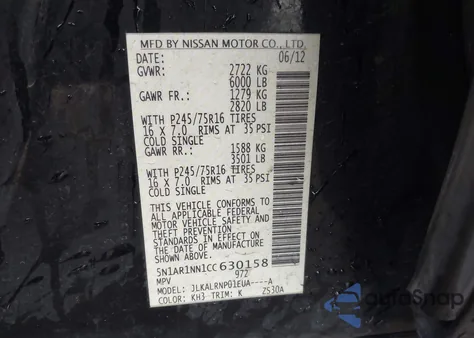 MFD BY NISSAN MOTOR CO., LTD.
DATE: 06/12
GVWR: 2722 KG
6000 LB
GAWR FR.: 1279 KG
2820 LB
WITH P245/75R16 TIRES
16 X 7.0 RIMS AT 35 PSI
COLD SINGLE
GAWR RR.: 1588 KG
3501 LB
WITH P245/75R16 TIRES
16 X 7.0 RIMS AT 35 PSI
COLD SINGLE
THIS VEHICLE CONFORMS TO
ALL APPLICABLE FEDERAL
MOTOR VEHICLE SAFETY AND
THEFT PREVENTION
STANDARDS IN EFFECT ON
THE DATE OF MANUFACTURE
SHOWN ABOVE.
5N1AR1NN1CC630158
MPV 972
MODEL: JLKALRNP01EUA----A
COLOR: KH3 TRIM: K ZS30A
AutoSnap